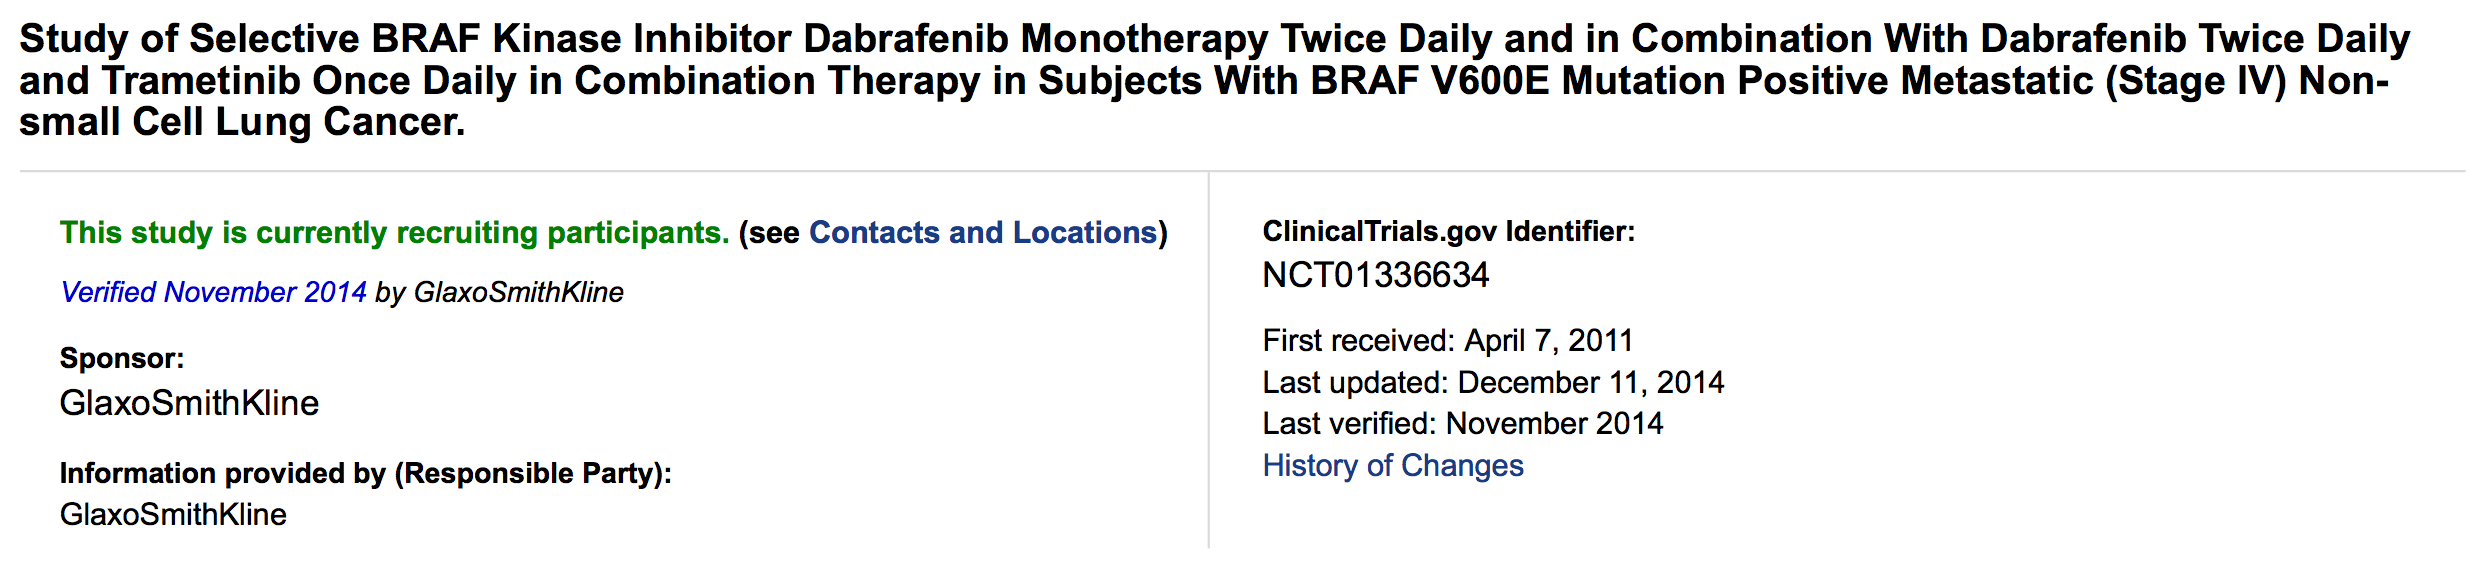 Study of Selective BRAF Kinase Inhibitor Dabrafenib Monotherapy Twice Daily and in Combination With Dabrafenib Twice Daily
and Trametinib Once Daily in Combination Therapy in Subjects With BRAF V600E Mutation Positive Metastatic (Stage IV) Non-
small Cell Lung Cancer.
This study is currently recruiting participants. (see Contacts and Locations)
Verified November 2014 by GlaxoSmithKline
Sponsor:
GlaxoSmithKline
Information provided by (Responsible Party):
GlaxoSmithKline
ClinicalTrials.gov Identifier:
NCT01336634
First received: April 7, 2011
Last updated: December 11, 2014
Last verified: November 2014
History of Changes